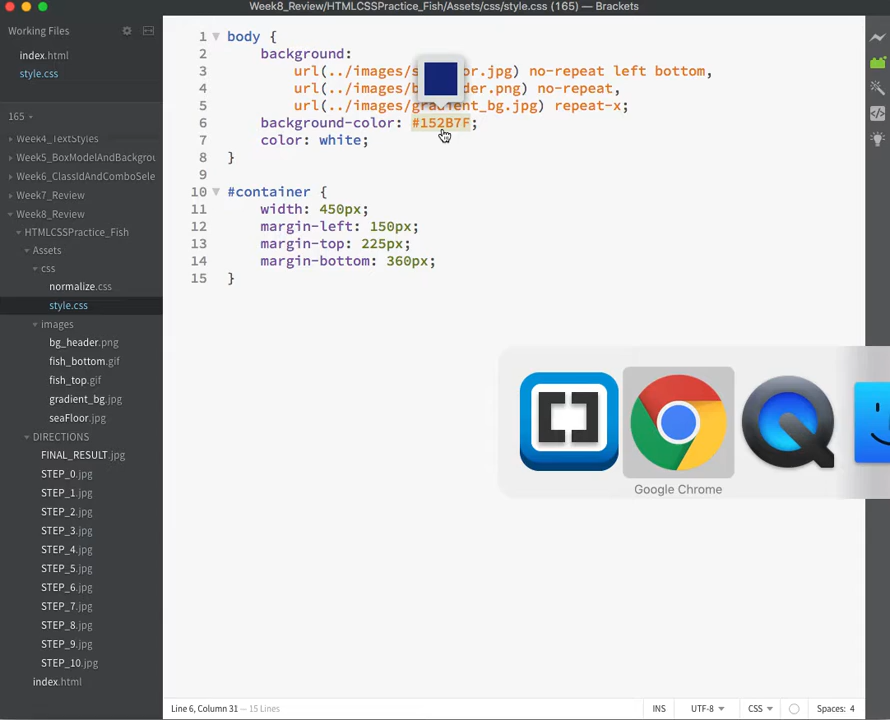 Week8_Review/HTMLCSSPractice_Fish/Assets/css/style.css (165) — Brackets
Working Files
index.html
style.css
165
Week4_TextStyles
Week5_BoxModelAndBackgrou
Week6_ClassIdAndComboSele
Week7_Review
Week8_Review
HTMLCSSPractice_Fish
Assets
css
normalize.css
style.css
images
bg_header.png
fish_bottom.gif
fish_top.gif
gradient_bg.jpg
seaFloor.jpg
DIRECTIONS
FINAL_RESULT.jpg
STEP_0.jpg
STEP_1.jpg
STEP_2.jpg
STEP_3.jpg
STEP_4.jpg
STEP_5.jpg
STEP_6.jpg
STEP_7.jpg
STEP_8.jpg
STEP_9.jpg
STEP_10.jpg
index.html
1 body {
2 background:
3 url(../images/s or.jpg) no-repeat left bottom,
4 url(../images/b der.png) no-repeat,
5 url(../images/gradient_bg.jpg) repeat-x;
6 background-color: #152B7F;
7 color: white;
8 }
9
10 #container {
11 width: 450px;
12 margin-left: 150px;
13 margin-top: 225px;
14 margin-bottom: 360px;
15 }
Google Chrome
Line 6, Column 31 — 15 Lines
INS
UTF-8
CSS
Spaces: 4